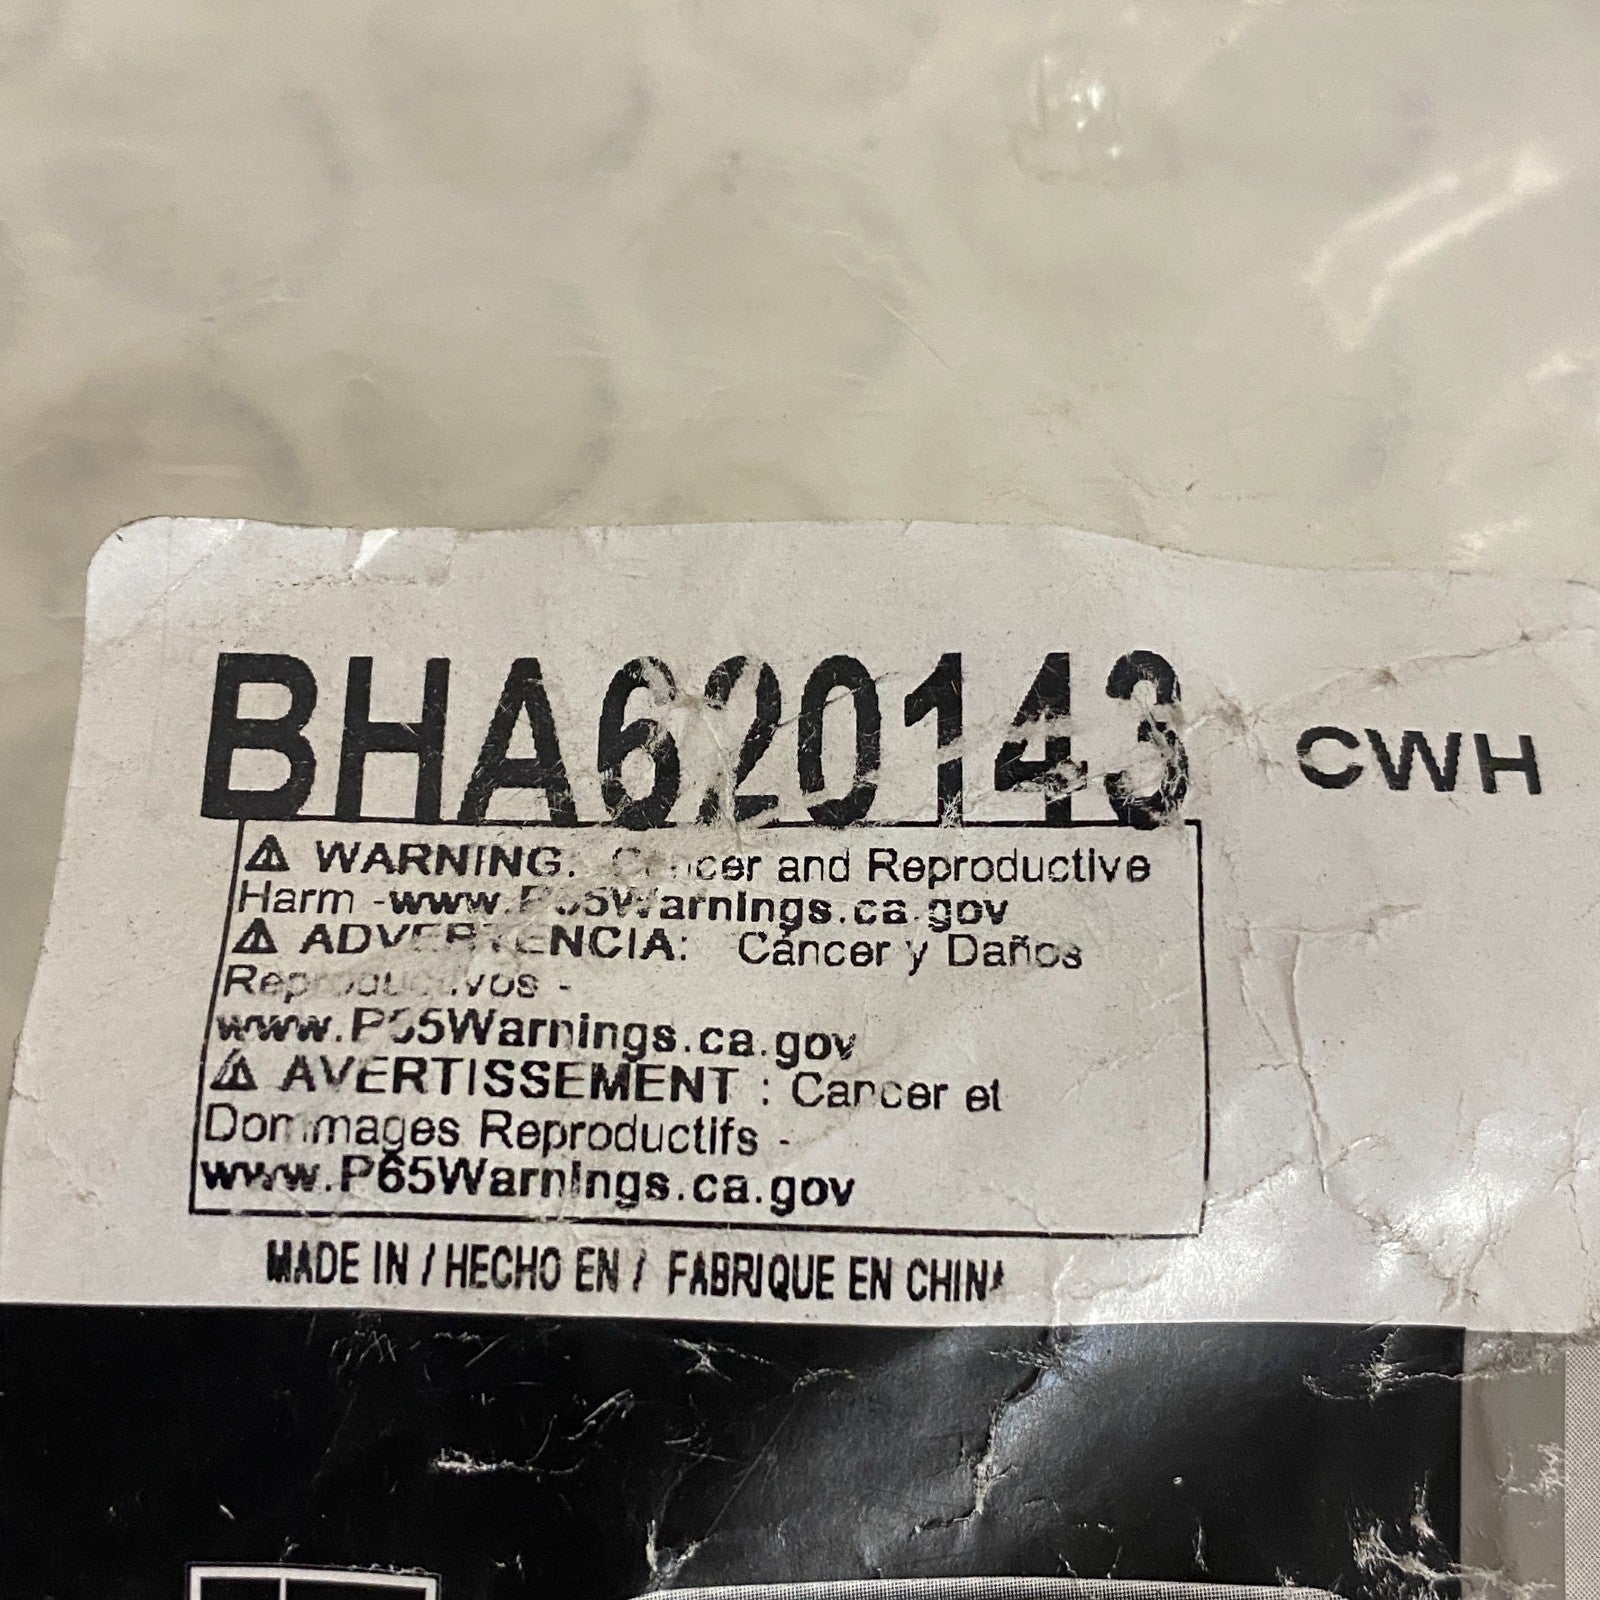 BHA620143 CWH
⚠ WARNING: Cancer and Reproductive
Harm -www.P65Warnings.ca.gov
⚠ ADVERTENCIA: Cáncer y Daños
Reproductivos -
www.P65Warnings.ca.gov
⚠ AVERTISSEMENT : Cancer et
Dommages Reproductifs -
www.P65Warnings.ca.gov
MADE IN / HECHO EN / FABRIQUE EN CHINA